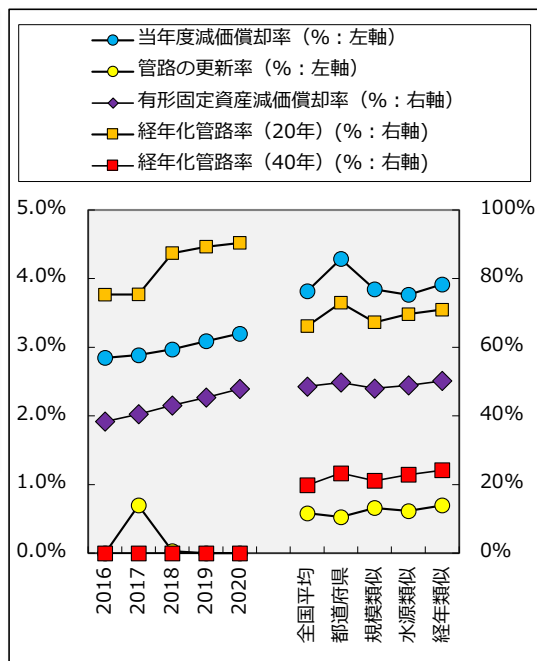 当年度減価償却率（%：左軸）
管路の更新率（%：左軸）
有形固定資産減価償却率（%：右軸）
経年化管路率（20年）(%：右軸)
経年化管路率（40年）(%：右軸)
5.0% 100%
4.0% 80%
3.0% 60%
2.0% 40%
1.0% 20%
0.0% 0%
2016 2017 2018 2019 2020 全国平均 都道府県 規模類似 水源類似 経年類似